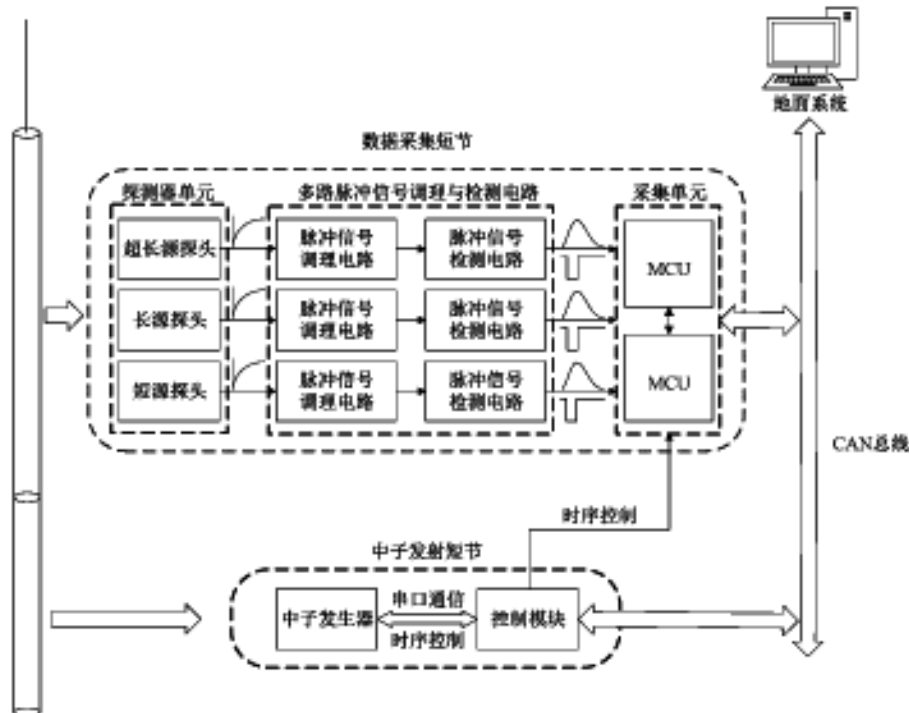 地面系统
数据采集短节
探测器单元
多路脉冲信号调理与检测电路
采集单元
超长源探头
脉冲信号
调理电路
脉冲信号
检测电路
MCU
长源探头
脉冲信号
调理电路
脉冲信号
检测电路
短源探头
脉冲信号
调理电路
脉冲信号
检测电路
MCU
CAN总线
时序控制
中子发射短节
中子发生器
串口通信
时序控制
控制模块